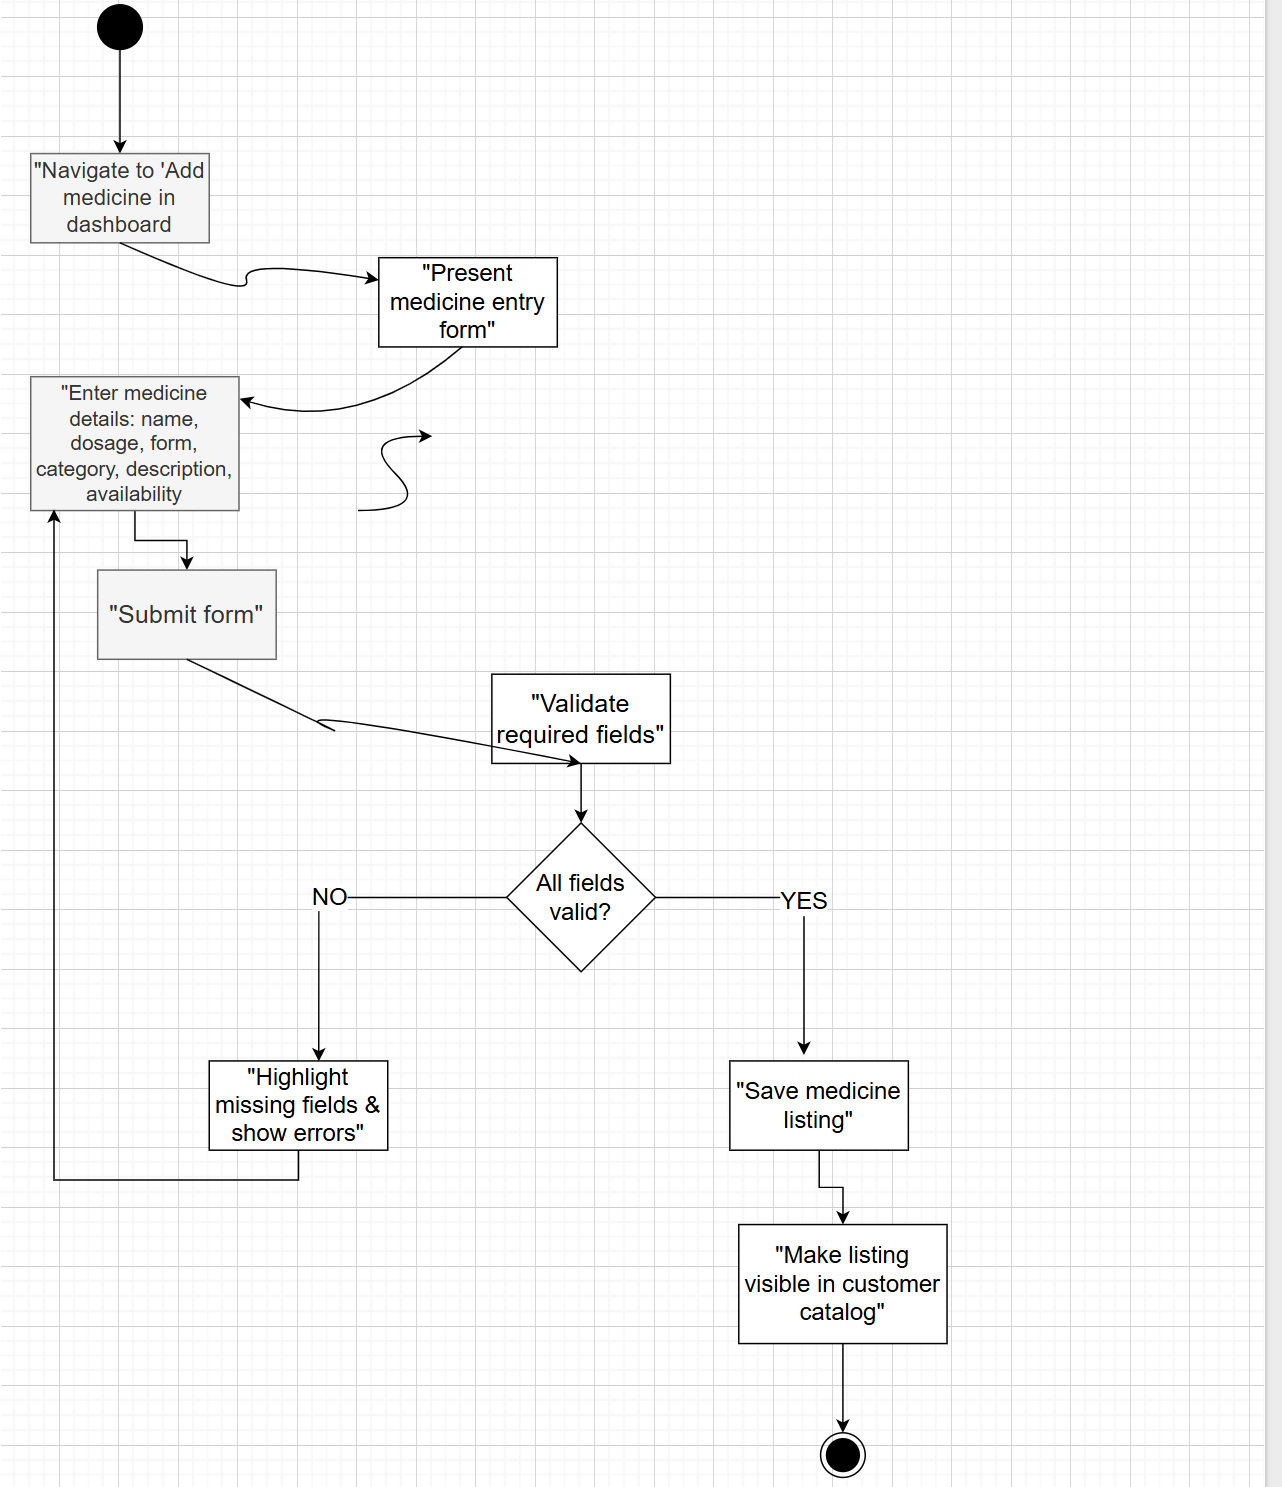 "Navigate to 'Add
medicine in
dashboard
"Present
medicine entry
form"
"Enter medicine
details: name,
dosage, form,
category, description,
availability
"Submit form"
"Validate
required fields"
All fields
valid?
NO
YES
"Highlight
missing fields &
show errors"
"Save medicine
listing"
"Make listing
visible in customer
catalog"